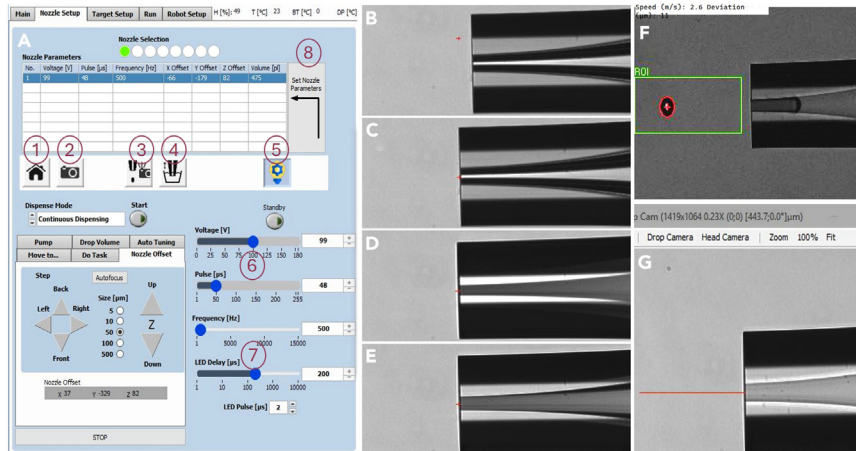 Main Nozzle Setup Target Setup Run Robot Setup H [%]: 49 T [°C] 23 BT [°C] 0 DP [°C]
A
Nozzle Selection
Nozzle Parameters
No. Voltage [V] Pulse [µs] Frequency [Hz] X Offset Y Offset Z Offset Volume [pl]
1 99 48 500 -66 -179 82 475
8
Set Nozzle
Parameters
1 2 3 4 5
Dispense Mode
Continuous Dispensing
Start
Standby
Pump Drop Volume Auto Tuning
Move to... Do Task Nozzle Offset
Step
Autofocus
Back
Left Right
Front
Size [µm]
5
10
50
100
500
Up
Z
Down
Nozzle Offset
X 37 Y -329 Z 82
STOP
Voltage [V]
99
0 25 50 75 100 125 150 180
6
Pulse [µs]
48
1 50 100 150 200 255
Frequency [Hz]
500
1 5000 10000 15000
7
LED Delay [µs]
200
1 10 100 1000 10000
LED Pulse [µs] 2
B
C
D
E
Speed (m/s): 2.6 Deviation
(µm): 11
F
ROI
p Cam (1419x1064 0.23X (0;0) [443.7;0.0°]µm)
Drop Camera Head Camera Zoom 100% Fit
G